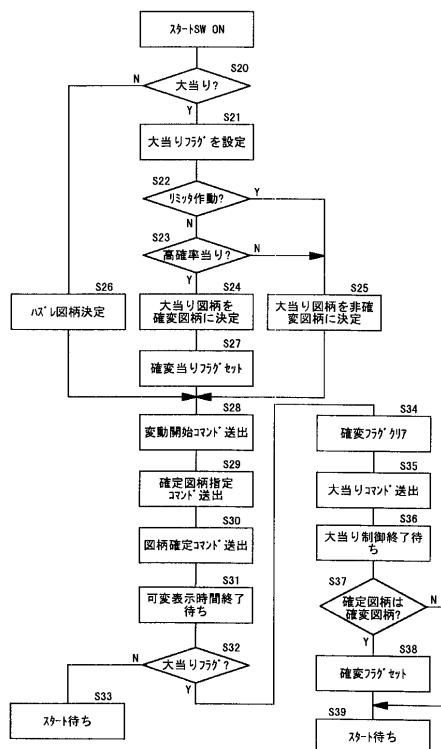 スタートSW ON
S20
N
大当り?
Y
S21
大当りフラグを設定
S22
リミッタ作動?
Y
N
S23
高確率当り?
N
Y
S26
ハズレ図柄決定
S24
大当り図柄を
確変図柄に決定
S25
大当り図柄を非確
変図柄に決定
S27
確変当りフラグセット
S28
変動開始コマンド送出
S29
確定図柄指定
コマンド送出
S30
図柄確定コマンド送出
S31
可変表示時間終了
待ち
S32
N
大当りフラグ?
Y
S33
スタート待ち
S34
確変フラグクリア
S35
大当りコマンド送出
S36
大当り制御終了待
ち
S37
確定図柄は
確変図柄?
N
Y
S38
確変フラグセット
S39
スタート待ち